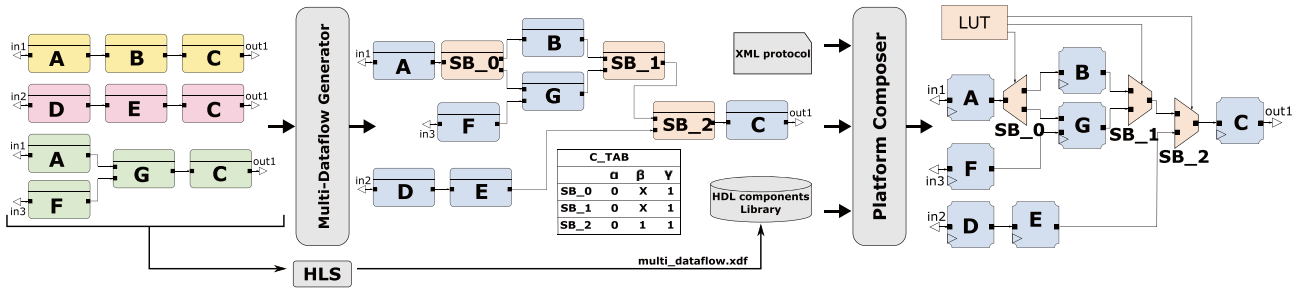 in1
A
B
C
out1
in2
D
E
C
out1
in1
A
G
C
out1
F
in3
HLS
Multi-Dataflow Generator
in1
A
SB_0
B
SB_1
G
F
in3
SB_2
C
out1
in2
D
E
C_TAB
α β γ
SB_0 0 X 1
SB_1 0 X 1
SB_2 0 1 1
XML protocol
HDL components
Library
multi_dataflow.xdf
Platform Composer
LUT
in1
A
SB_0
B
G
SB_1
SB_2
C
out1
F
in3
in2
D
E